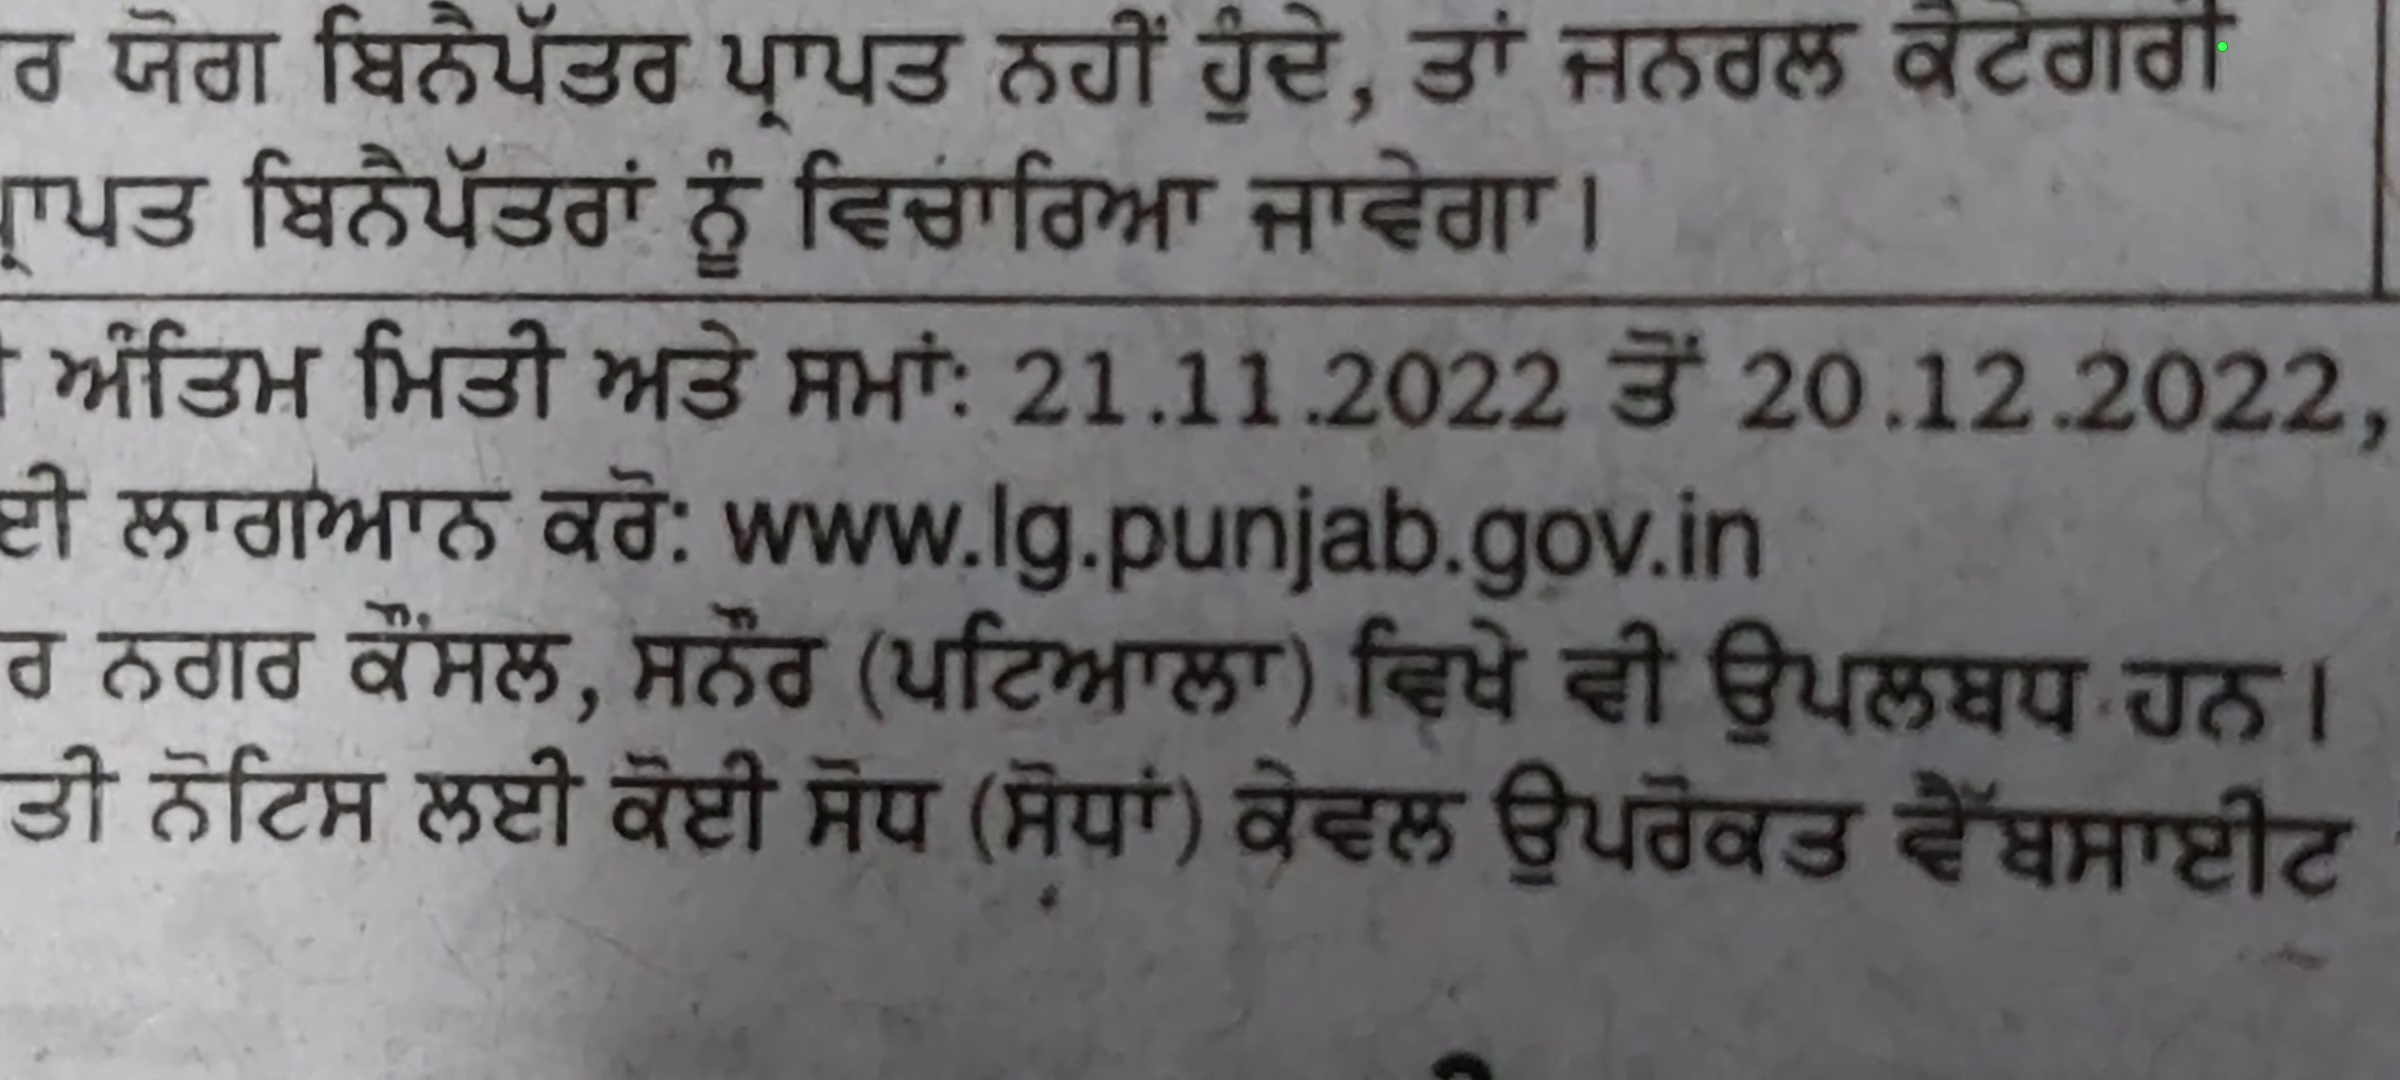 ਰ ਯੋਗ ਬਿਨੈਪੱਤਰ ਪ੍ਰਾਪਤ ਨਹੀਂ ਹੁੰਦੇ, ਤਾਂ ਜਨਰਲ ਕੈਟੇਗਰੀ
ਪ੍ਰਾਪਤ ਬਿਨੈਪੱਤਰਾਂ ਨੂੰ ਵਿਚਾਰਿਆ ਜਾਵੇਗਾ।
ਅੰਤਿਮ ਮਿਤੀ ਅਤੇ ਸਮਾਂ: 21.11.2022 ਤੋਂ 20.12.2022,
ਈ ਲਾਗਆਨ ਕਰੋ: www.lg.punjab.gov.in
ਰ ਨਗਰ ਕੌਂਸਲ, ਸਨੌਰ (ਪਟਿਆਲਾ) ਵਿਖੇ ਵੀ ਉਪਲਬਧ ਹਨ।
ਤੀ ਨੋਟਿਸ ਲਈ ਕੋਈ ਸੋਧ (ਸੋਧਾਂ) ਕੇਵਲ ਉਪਰੋਕਤ ਵੈੱਬਸਾਈਟ